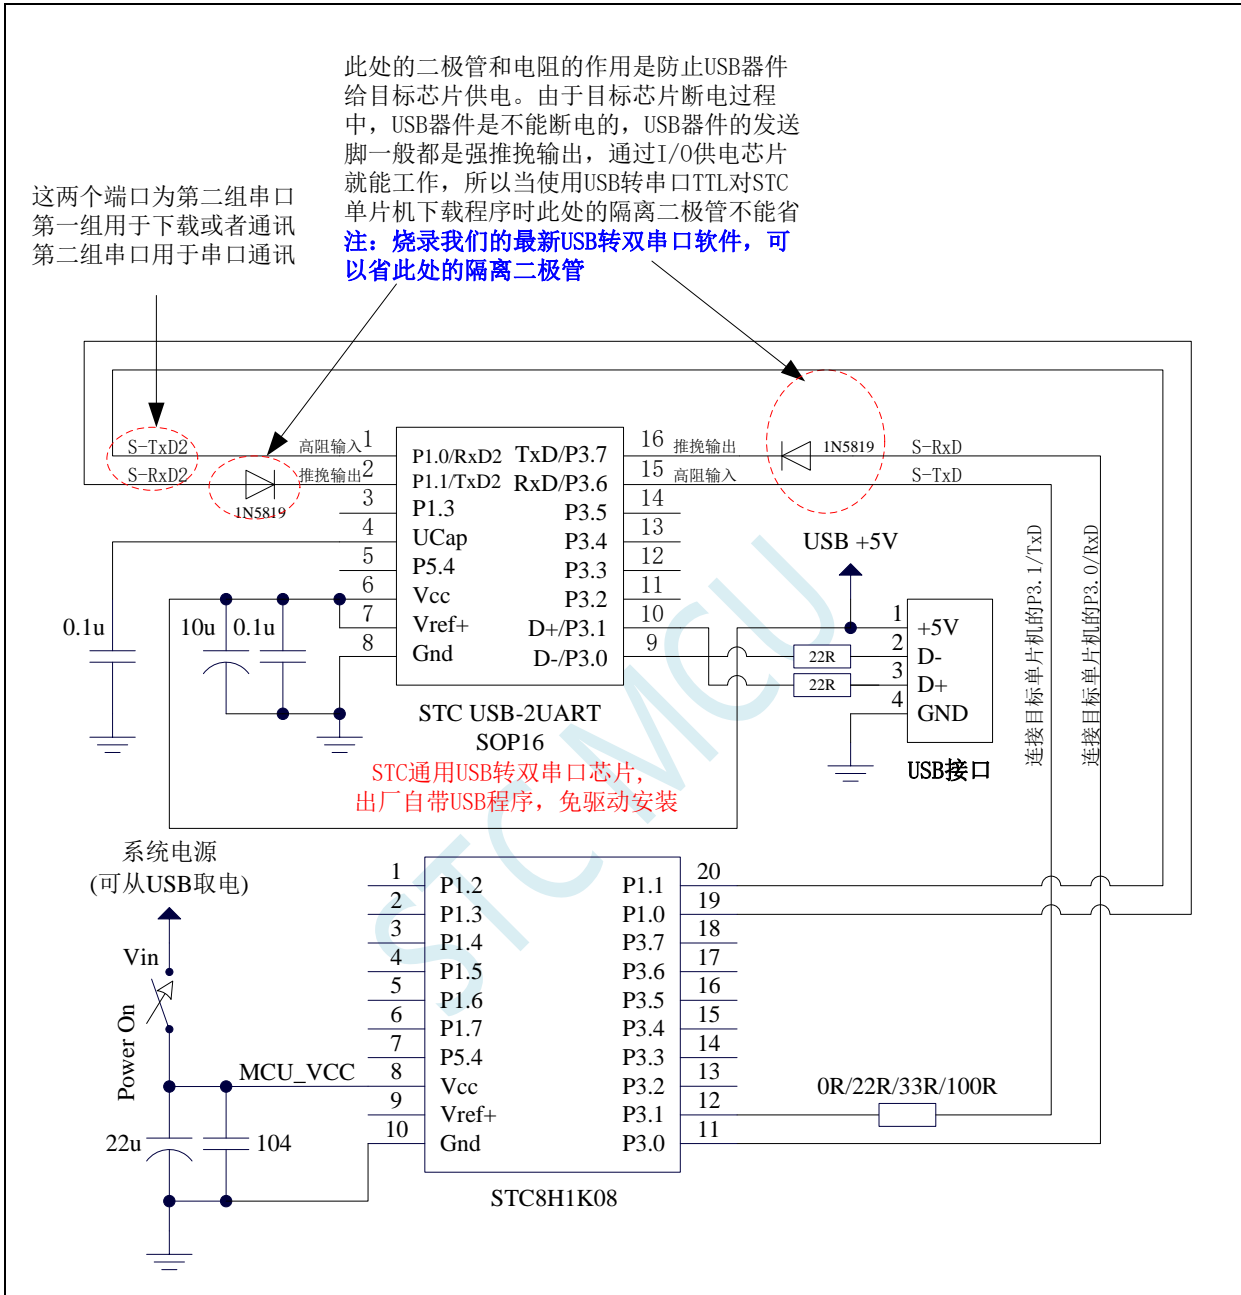 此处的二极管和电阻的作用是防止USB器件
给目标芯片供电。由于目标芯片断电过程
中，USB器件是不能断电的，USB器件的发送
脚一般都是强推挽输出，通过I/O供电芯片
就能工作，所以当使用USB转串口TTL对STC
单片机下载程序时此处的隔离二极管不能省
注：烧录我们的最新USB转双串口软件，可
以省此处的隔离二极管
这两个端口为第二组串口
第一组用于下载或者通讯
第二组串口用于串口通讯
S-TxD2
高阻输入
1
S-RxD2
推挽输出
2
1N5819
3
4
5
6
7
8
P1.0/RxD2
P1.1/TxD2
P1.3
UCap
P5.4
Vcc
Vref+
Gnd
TxD/P3.7
RxD/P3.6
P3.5
P3.4
P3.3
P3.2
D+/P3.1
D-/P3.0
16
推挽输出
1N5819
S-RxD
15
高阻输入
S-TxD
14
13
12
11
10
9
0.1u
10u
0.1u
STC USB-2UART
SOP16
STC通用USB转双串口芯片,
出厂自带USB程序，免驱动安装
USB +5V
22R
22R
1
2
3
4
+5V
D-
D+
GND
USB接口
连接目标单片机的P3.1/TxD
连接目标单片机的P3.0/RxD
STC MCU
系统电源
(可从USB取电)
Vin
Power On
MCU_VCC
22u
104
1
2
3
4
5
6
7
8
9
10
P1.2
P1.3
P1.4
P1.5
P1.6
P1.7
P5.4
Vcc
Vref+
Gnd
P1.1
P1.0
P3.7
P3.6
P3.5
P3.4
P3.3
P3.2
P3.1
P3.0
20
19
18
17
16
15
14
13
12
11
0R/22R/33R/100R
STC8H1K08